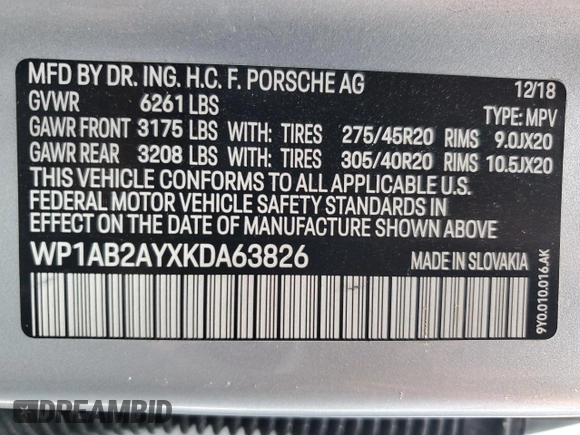 MFD BY DR. ING. H.C. F. PORSCHE AG 12/18
GVWR 6261 LBS TYPE: MPV
GAWR FRONT 3175 LBS WITH: TIRES 275/45R20 RIMS 9.0JX20
GAWR REAR 3208 LBS WITH: TIRES 305/40R20 RIMS 10.5JX20
THIS VEHICLE CONFORMS TO ALL APPLICABLE U.S.
FEDERAL MOTOR VEHICLE SAFETY STANDARDS IN
EFFECT ON THE DATE OF MANUFACTURE SHOWN ABOVE
WP1AB2AYXKDA63826 MADE IN SLOVAKIA
9Y0.010.016.AK
DREAMBID